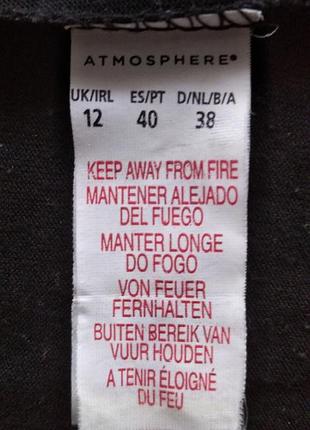 ATMOSPHERE®
UK/IRL ES/PT D/NL/B/A
12 40 38
KEEP AWAY FROM FIRE
MANTENER ALEJADO
DEL FUEGO
MANTER LONGE
DO FOGO
VON FEUER
FERNHALTEN
BUITEN BEREIK VAN
VUUR HOUDEN
A TENIR ÉLOIGNÉ
DU FEU